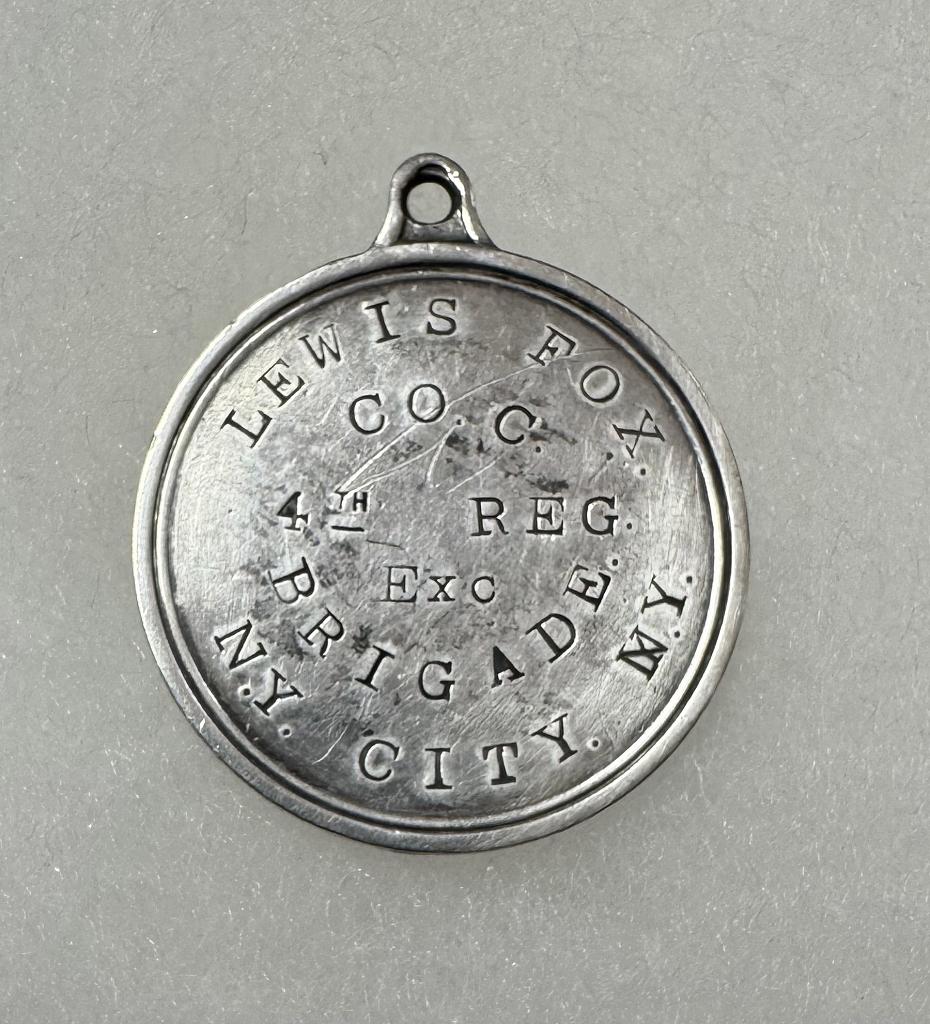 LEWIS FOX.
CO. C.
4TH REG.
Exc
BRIGADE.
N.Y. CITY. N.Y.